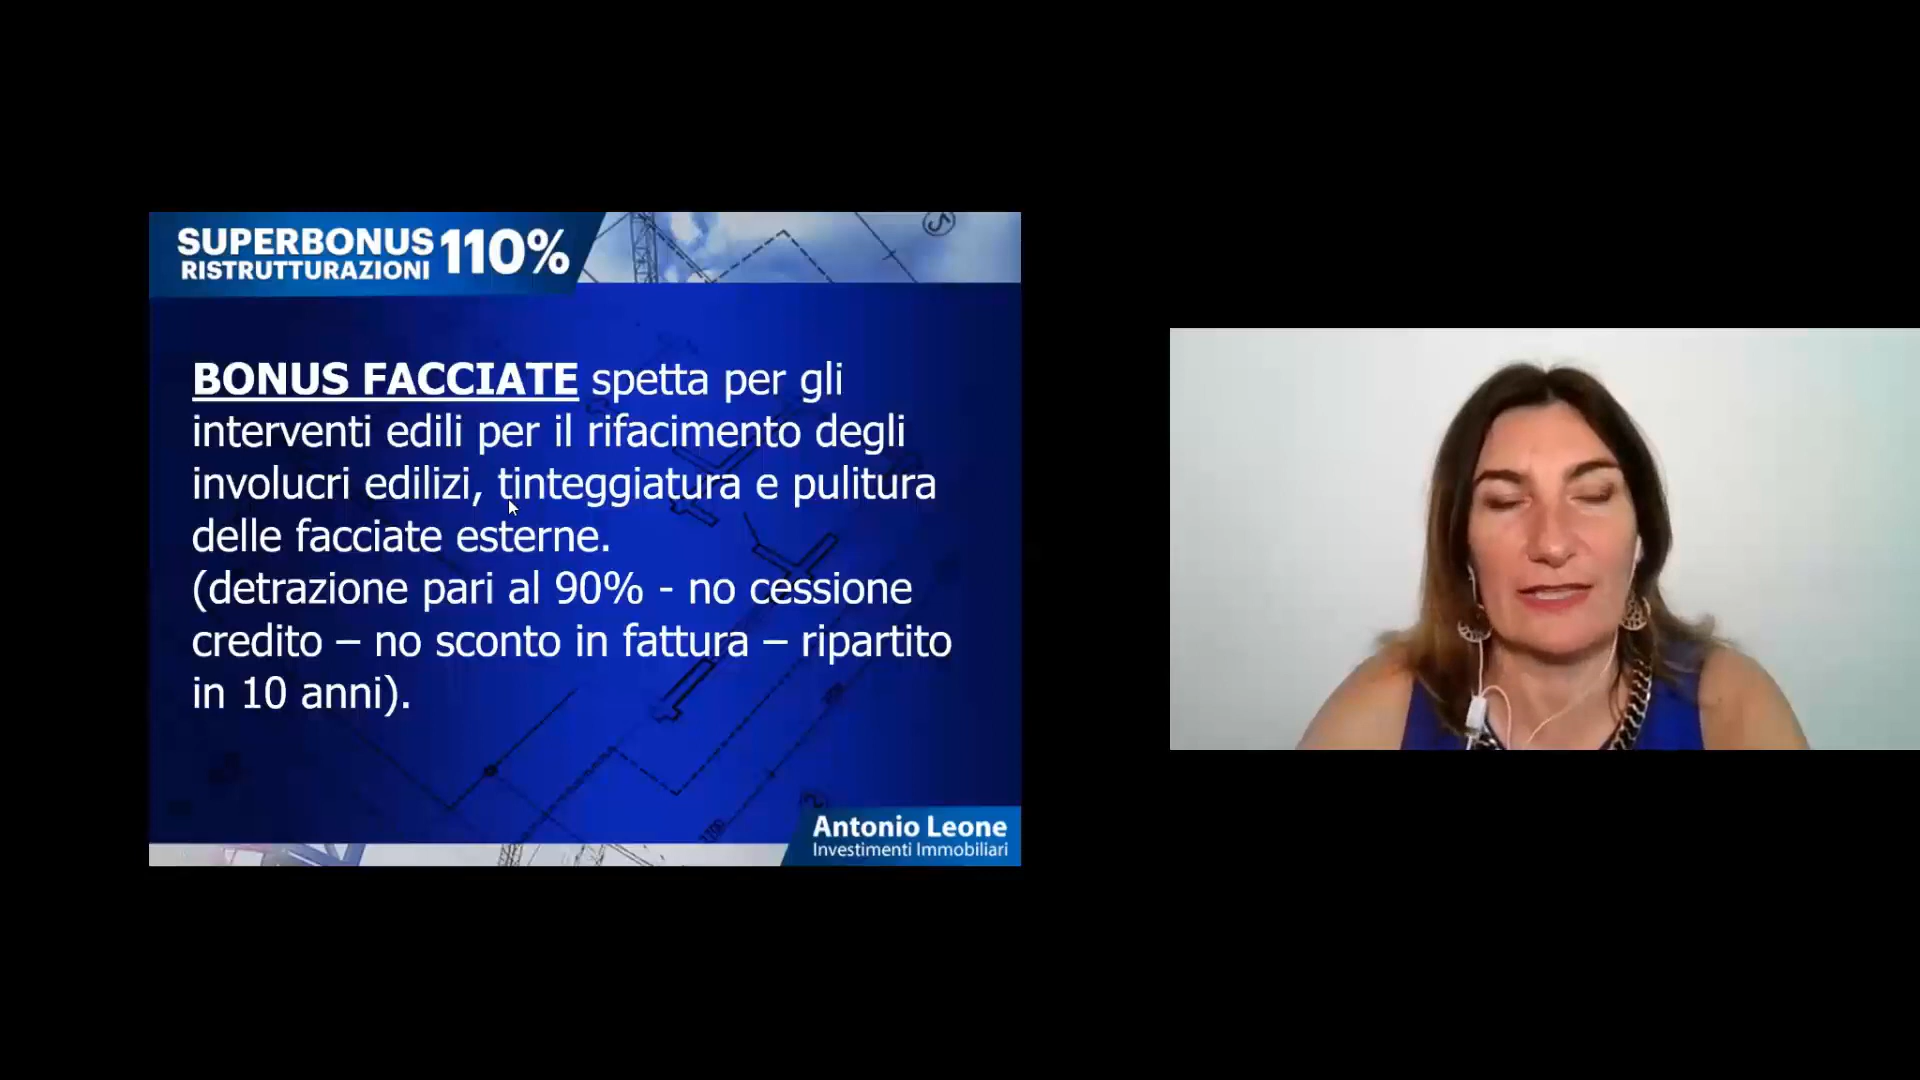 SUPERBONUS 110%
RISTRUTTURAZIONI
BONUS FACCIATE spetta per gli
interventi edili per il rifacimento degli
involucri edilizi, tinteggiatura e pulitura
delle facciate esterne.
(detrazione pari al 90% - no cessione
credito – no sconto in fattura – ripartito
in 10 anni).
Antonio Leone
Investimenti Immobiliari